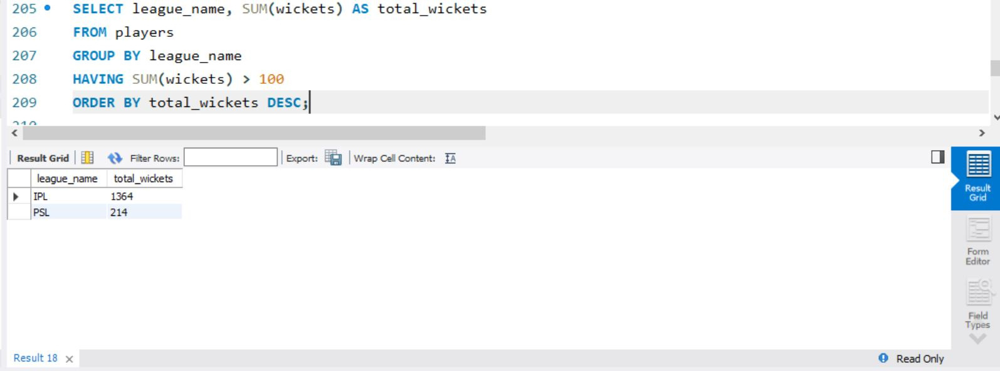 205 SELECT league_name, SUM(wickets) AS total_wickets
206 FROM players
207 GROUP BY league_name
208 HAVING SUM(wickets) > 100
209 ORDER BY total_wickets DESC;
Result Grid Filter Rows: Export: Wrap Cell Content:
league_name total_wickets
IPL 1364
PSL 214
Result
Grid
Form
Editor
Field
Types
Result 18 Read Only